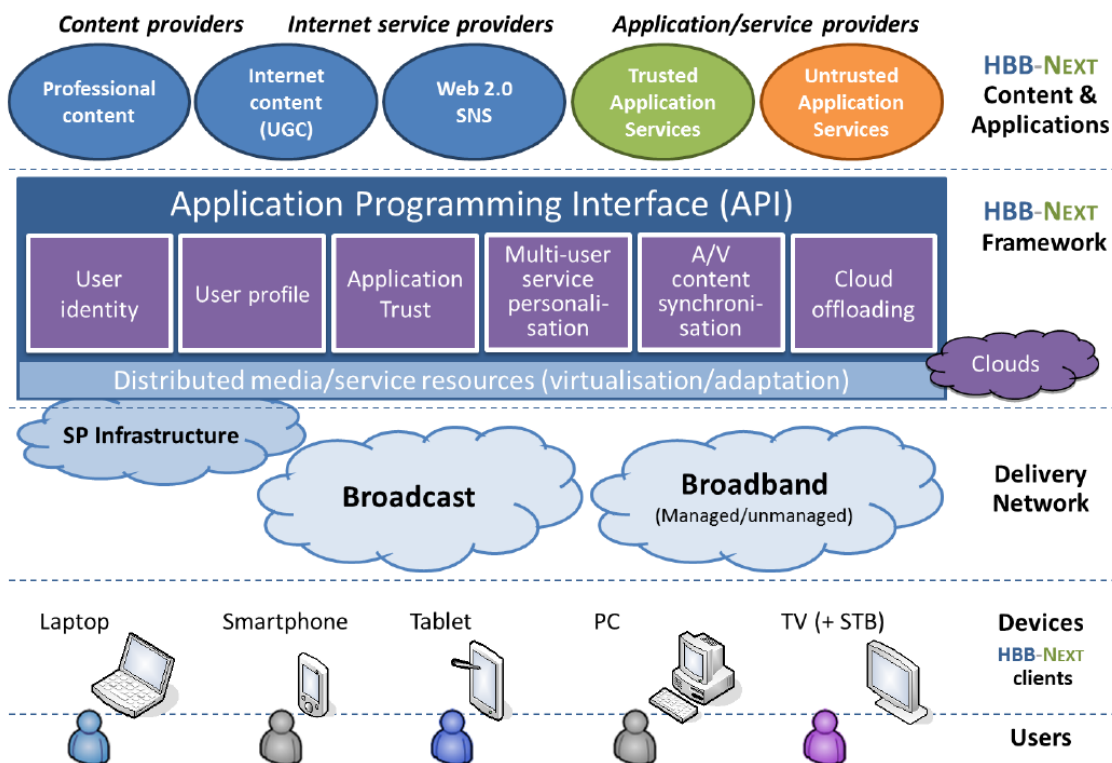 Content providers
Internet service providers
Application/service providers
Professional
content
Internet
content
(UGC)
Web 2.0
SNS
Trusted
Application
Services
Untrusted
Application
Services
HBB-NEXT
Content &
Applications
Application Programming Interface (API)
User
identity
User profile
Application
Trust
Multi-user
service
personali-
sation
A/V
content
synchroni-
sation
Cloud
offloading
HBB-NEXT
Framework
Clouds
Distributed media/service resources (virtualisation/adaptation)
SP Infrastructure
Broadcast
Broadband
(Managed/unmanaged)
Delivery
Network
Laptop
Smartphone
Tablet
PC
TV (+ STB)
Devices
HBB-NEXT
clients
Users